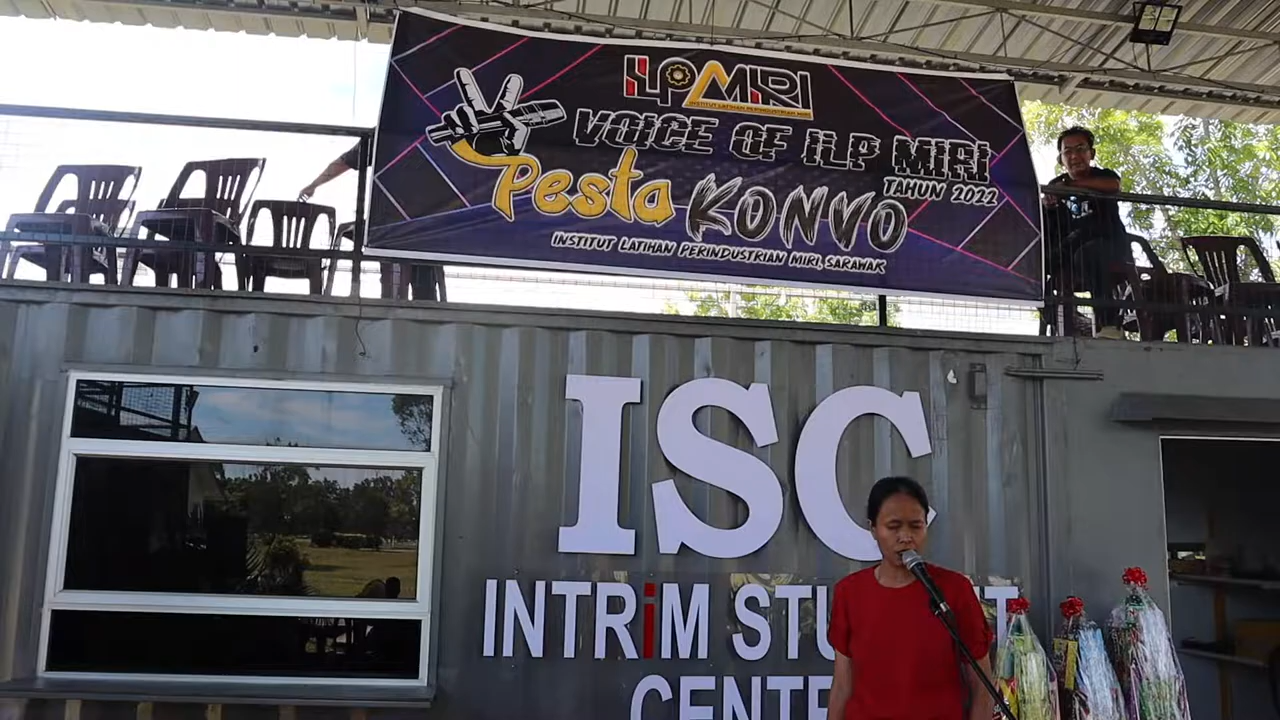 ILPMIRI
INSTITUT LATIHAN PERINDUSTRIAN MIRI
VOICE OF ILP MIRI
TAHUN 2022
Pesta KONVO
INSTITUT LATIHAN PERINDUSTRIAN MIRI, SARAWAK
ISC
INTRiM STU T
CENTE